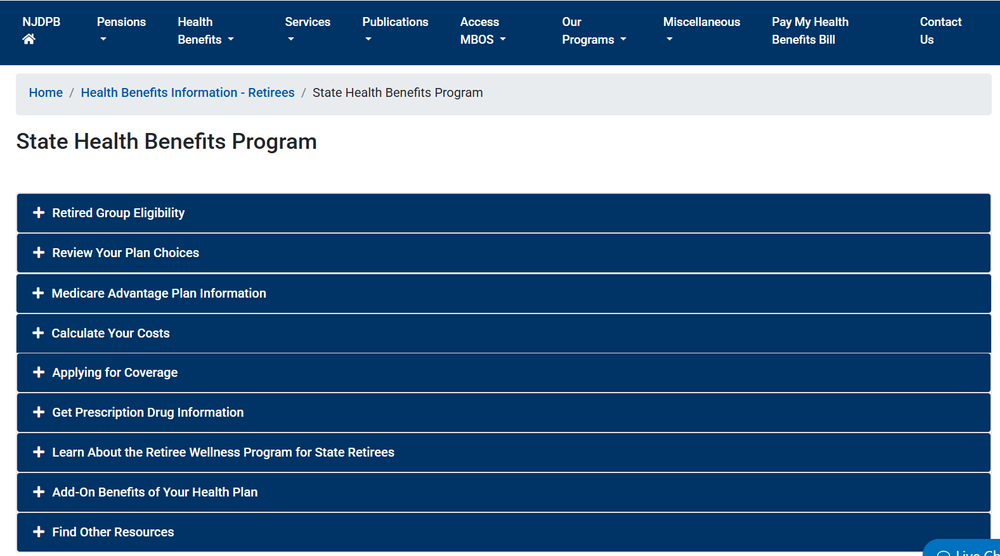 NJDPB
Pensions
Health
Benefits
Services
Publications
Access
MBOS
Our
Programs
Miscellaneous
Pay My Health
Benefits Bill
Contact
Us
Home / Health Benefits Information - Retirees / State Health Benefits Program
State Health Benefits Program
Retired Group Eligibility
Review Your Plan Choices
Medicare Advantage Plan Information
Calculate Your Costs
Applying for Coverage
Get Prescription Drug Information
Learn About the Retiree Wellness Program for State Retirees
Add-On Benefits of Your Health Plan
Find Other Resources
Live Ch